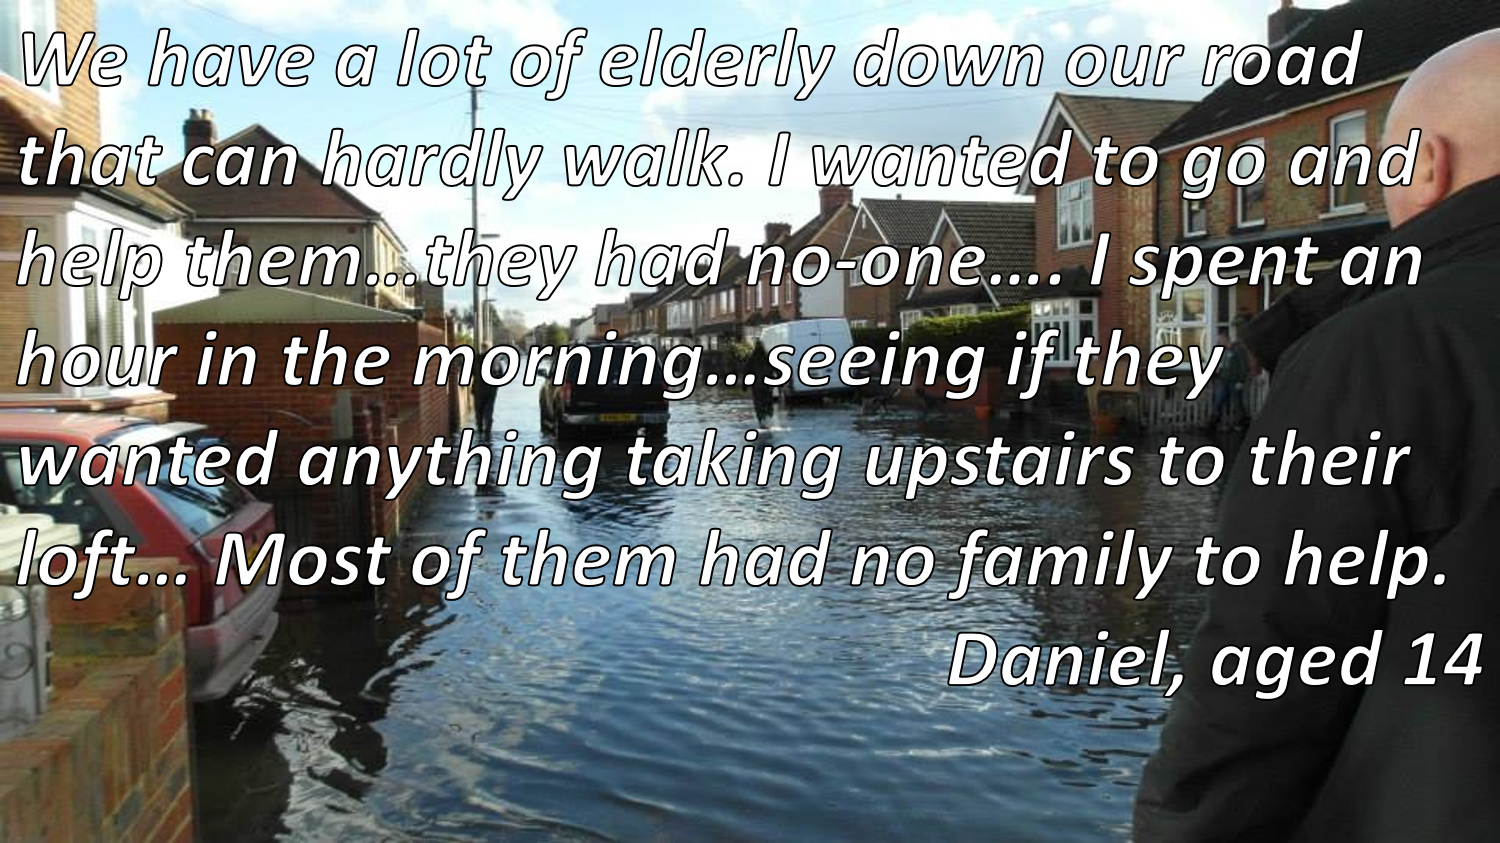 We have a lot of elderly down our road
that can hardly walk. I wanted to go and
help them…they had no-one…. I spent an
hour in the morning…seeing if they
wanted anything taking upstairs to their
loft… Most of them had no family to help.
Daniel, aged 14